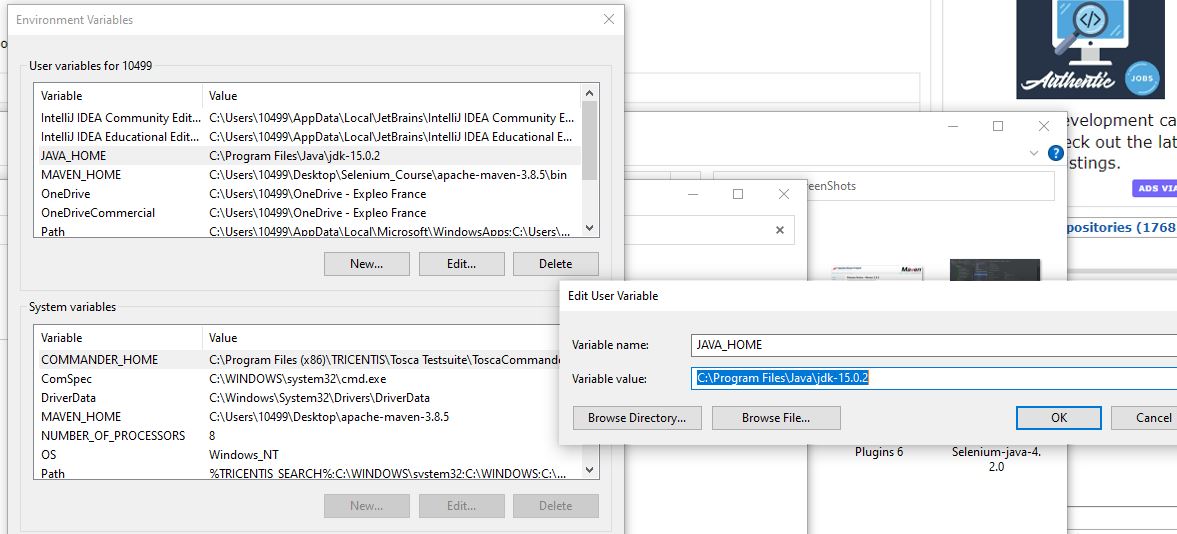 Environment Variables
User variables for 10499
Variable Value
IntelliJ IDEA Community Edit... C:\Users\10499\AppData\Local\JetBrains\IntelliJ IDEA Community E...
IntelliJ IDEA Educational Edit... C:\Users\10499\AppData\Local\JetBrains\IntelliJ IDEA Educational E...
JAVA_HOME C:\Program Files\Java\jdk-15.0.2
MAVEN_HOME C:\Users\10499\Desktop\Selenium_Course\apache-maven-3.8.5\bin
OneDrive C:\Users\10499\OneDrive - Expleo France
OneDriveCommercial C:\Users\10499\OneDrive - Expleo France
Path C:\Users\10499\AppData\Local\Microsoft\WindowsApps;C:\Users\...
New... Edit... Delete
System variables
Variable Value
COMMANDER_HOME C:\Program Files (x86)\TRICENTIS\Tosca Testsuite\ToscaCommande
ComSpec C:\WINDOWS\system32\cmd.exe
DriverData C:\Windows\System32\Drivers\DriverData
MAVEN_HOME C:\Users\10499\Desktop\apache-maven-3.8.5
NUMBER_OF_PROCESSORS 8
OS Windows_NT
Path %TRICENTIS_SEARCH%;C:\WINDOWS\system32;C:\WINDOWS;C:\...
New... Edit... Delete
Edit User Variable
Variable name: JAVA_HOME
Variable value: C:\Program Files\Java\jdk-15.0.2
Browse Directory... Browse File... OK Cancel
Plugins 6
Selenium-java-4.
2.0
</>
Authentic JOBS
evelopment ca
eck out the lat
stings.
ADS VIA
?
reenShots
positories (1768
Maven